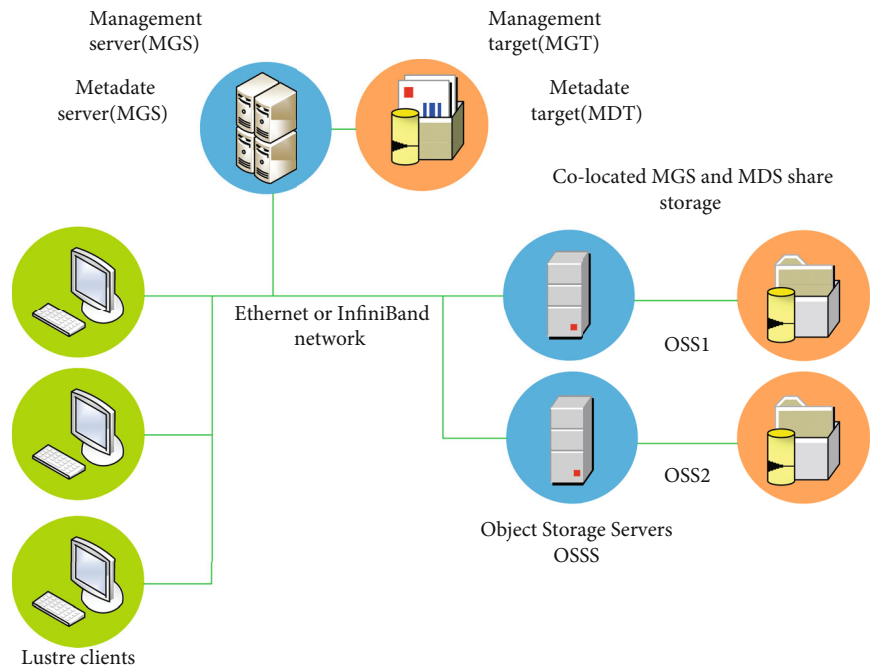 Management
server(MGS)
Management
target(MGT)
Metadate
server(MGS)
Metadate
target(MDT)
Co-located MGS and MDS share
storage
Ethernet or InfiniBand
network
OSS1
OSS2
Object Storage Servers
OSSS
Lustre clients